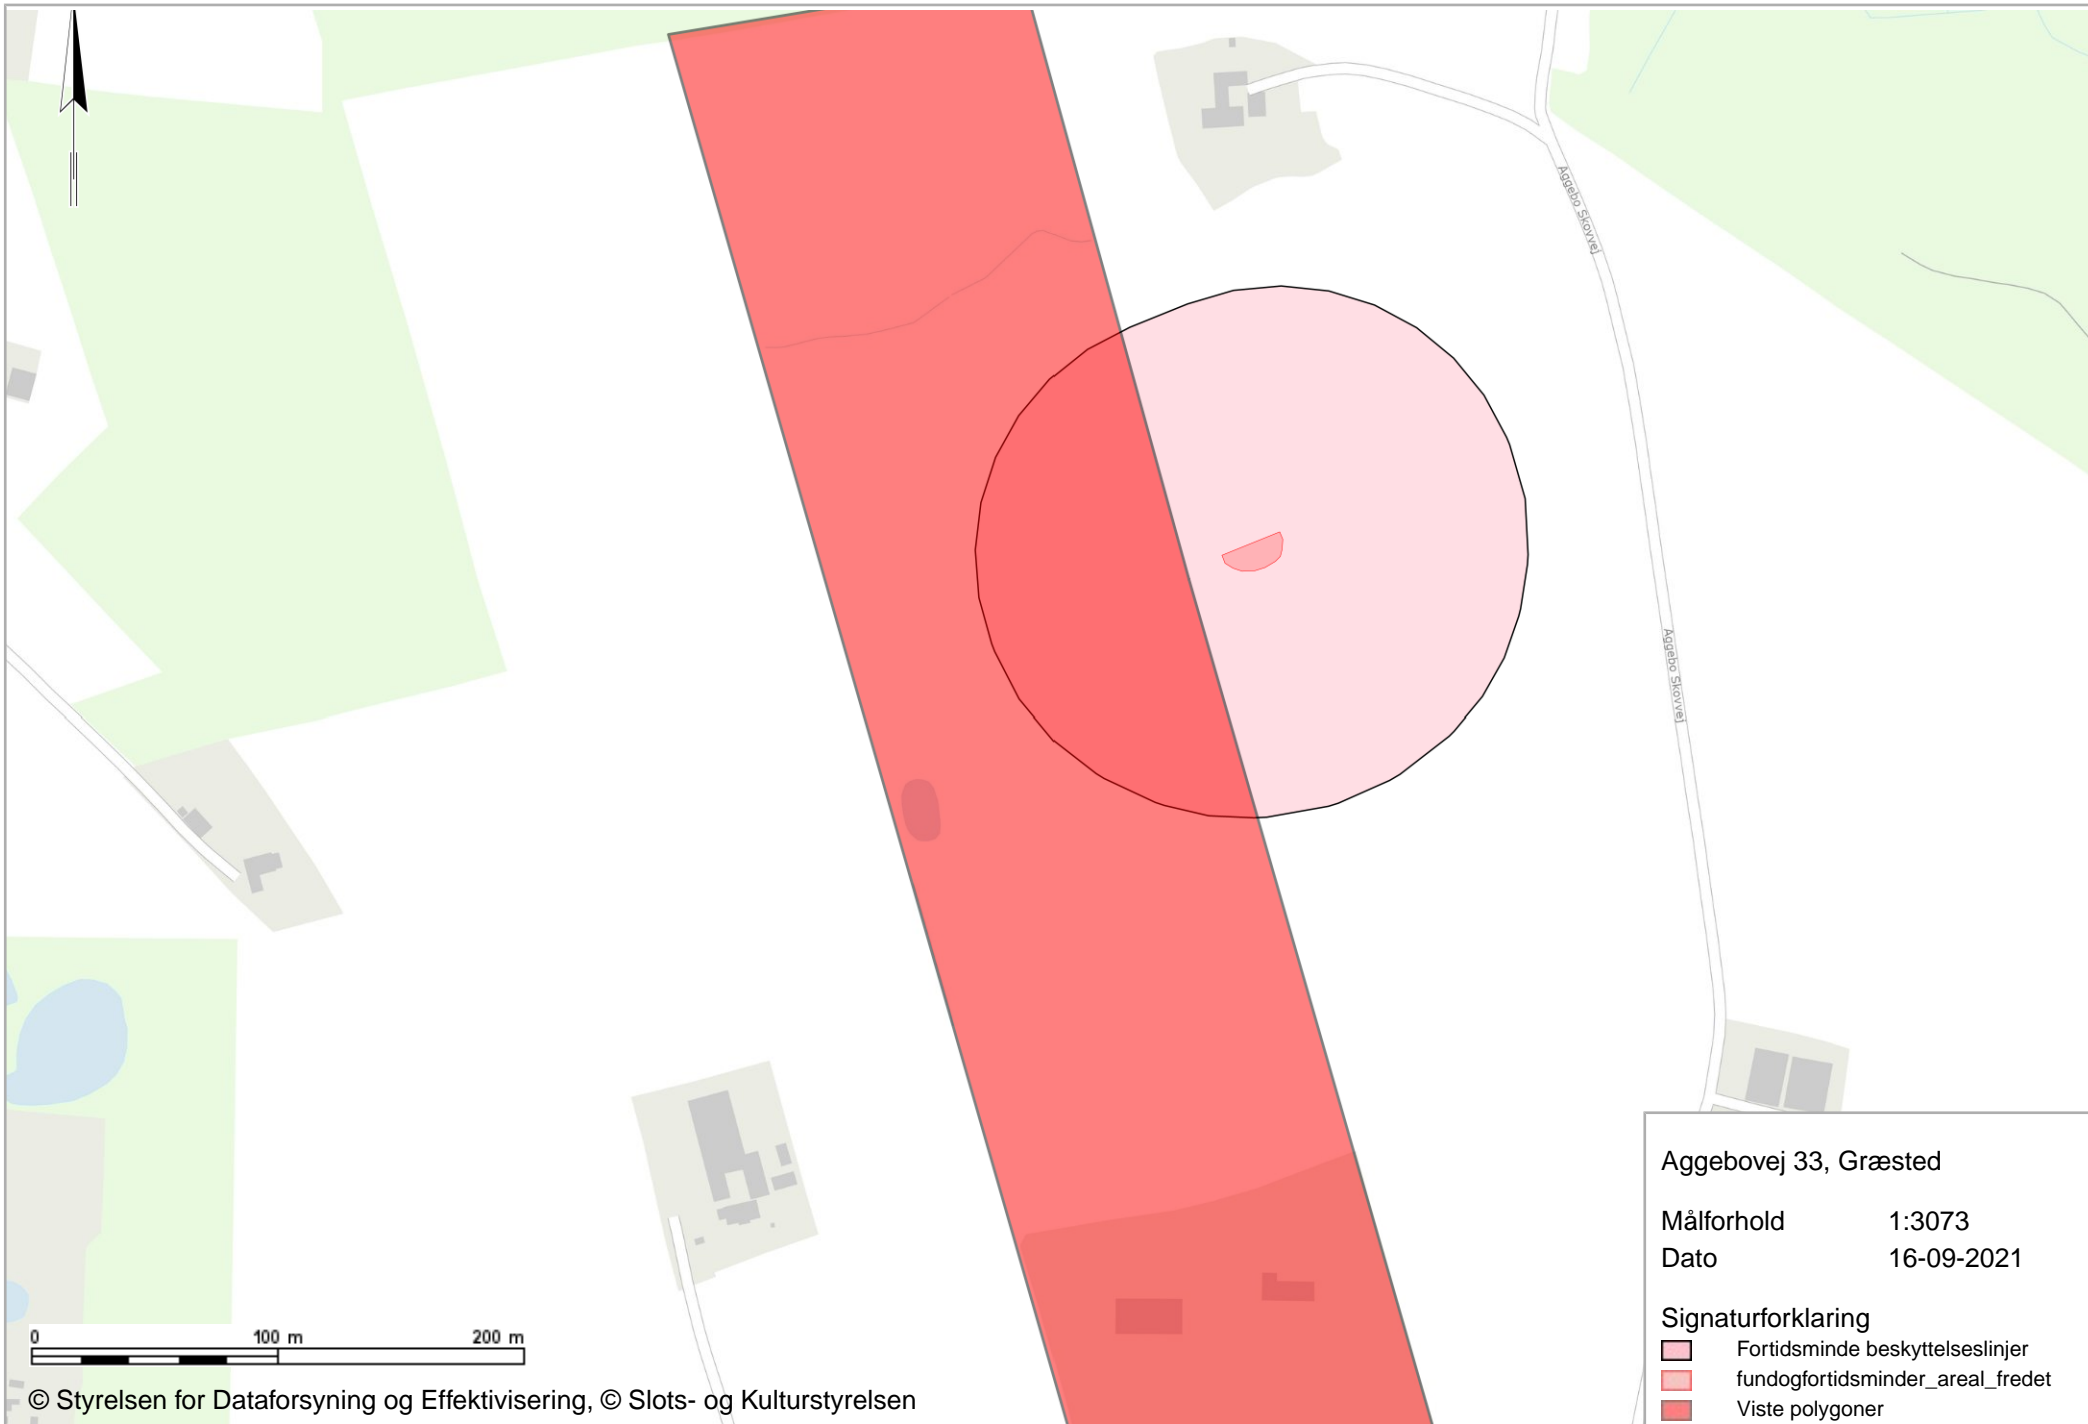 Aggebo Skovvej
Aggebo Skovvej
Aggebovej 33, Græsted
Målforhold 1:3073
Dato 16-09-2021
Signaturforklaring
Fortidsminde beskyttelseslinjer
fundogfortidsminder_areal_fredet
Viste polygoner
0 100 m 200 m
© Styrelsen for Dataforsyning og Effektivisering, © Slots- og Kulturstyrelsen